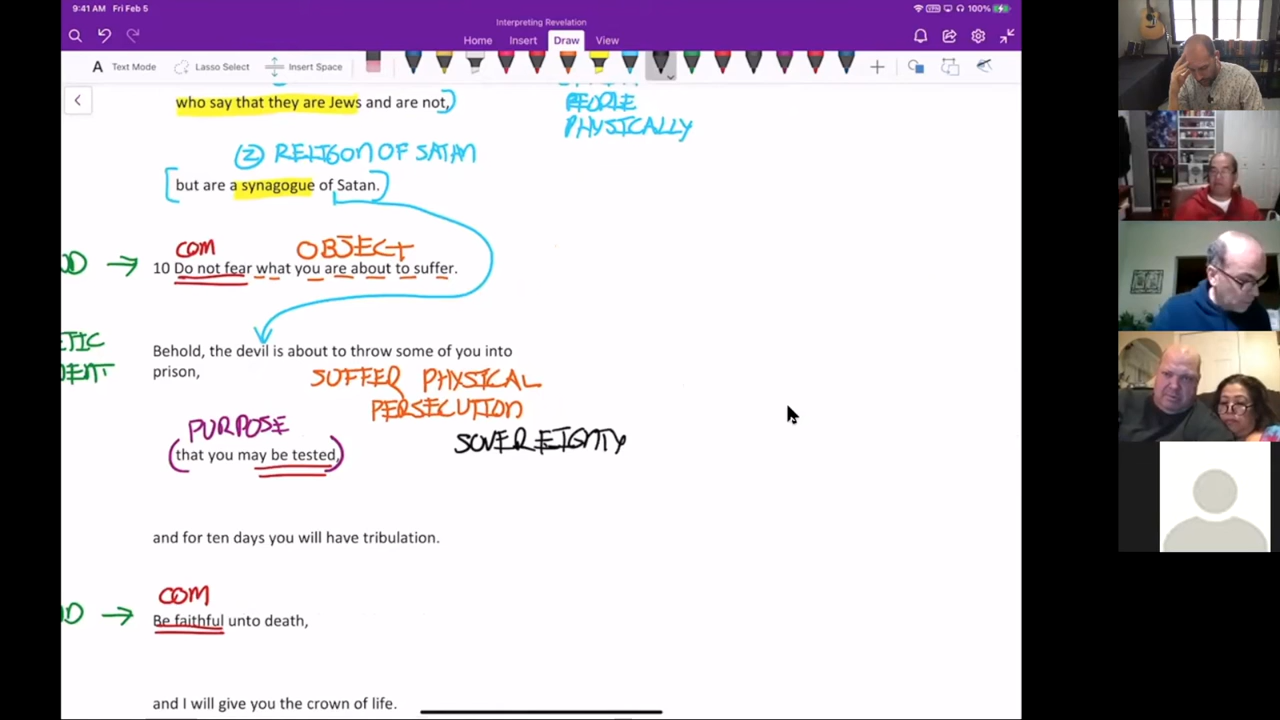 9:41 AM Fri Feb 5
100%
Interpreting Revelation
Home Insert Draw View
Text Mode Lasso Select Insert Space
who say that they are Jews and are not,
PEOPLE
PHYSICALLY
② RELIGON OF SATAN
[but are a synagogue of Satan.]
COM OBJECT
OD → 10 Do not fear what you are about to suffer.
ETIC
Behold, the devil is about to throw some of you into
ENT
prison,
SUFFER PHYSICAL
PERSECUTION
PURPOSE
SOVEREIGNTY
(that you may be tested,)
and for ten days you will have tribulation.
COM
D → Be faithful unto death,
and I will give you the crown of life.